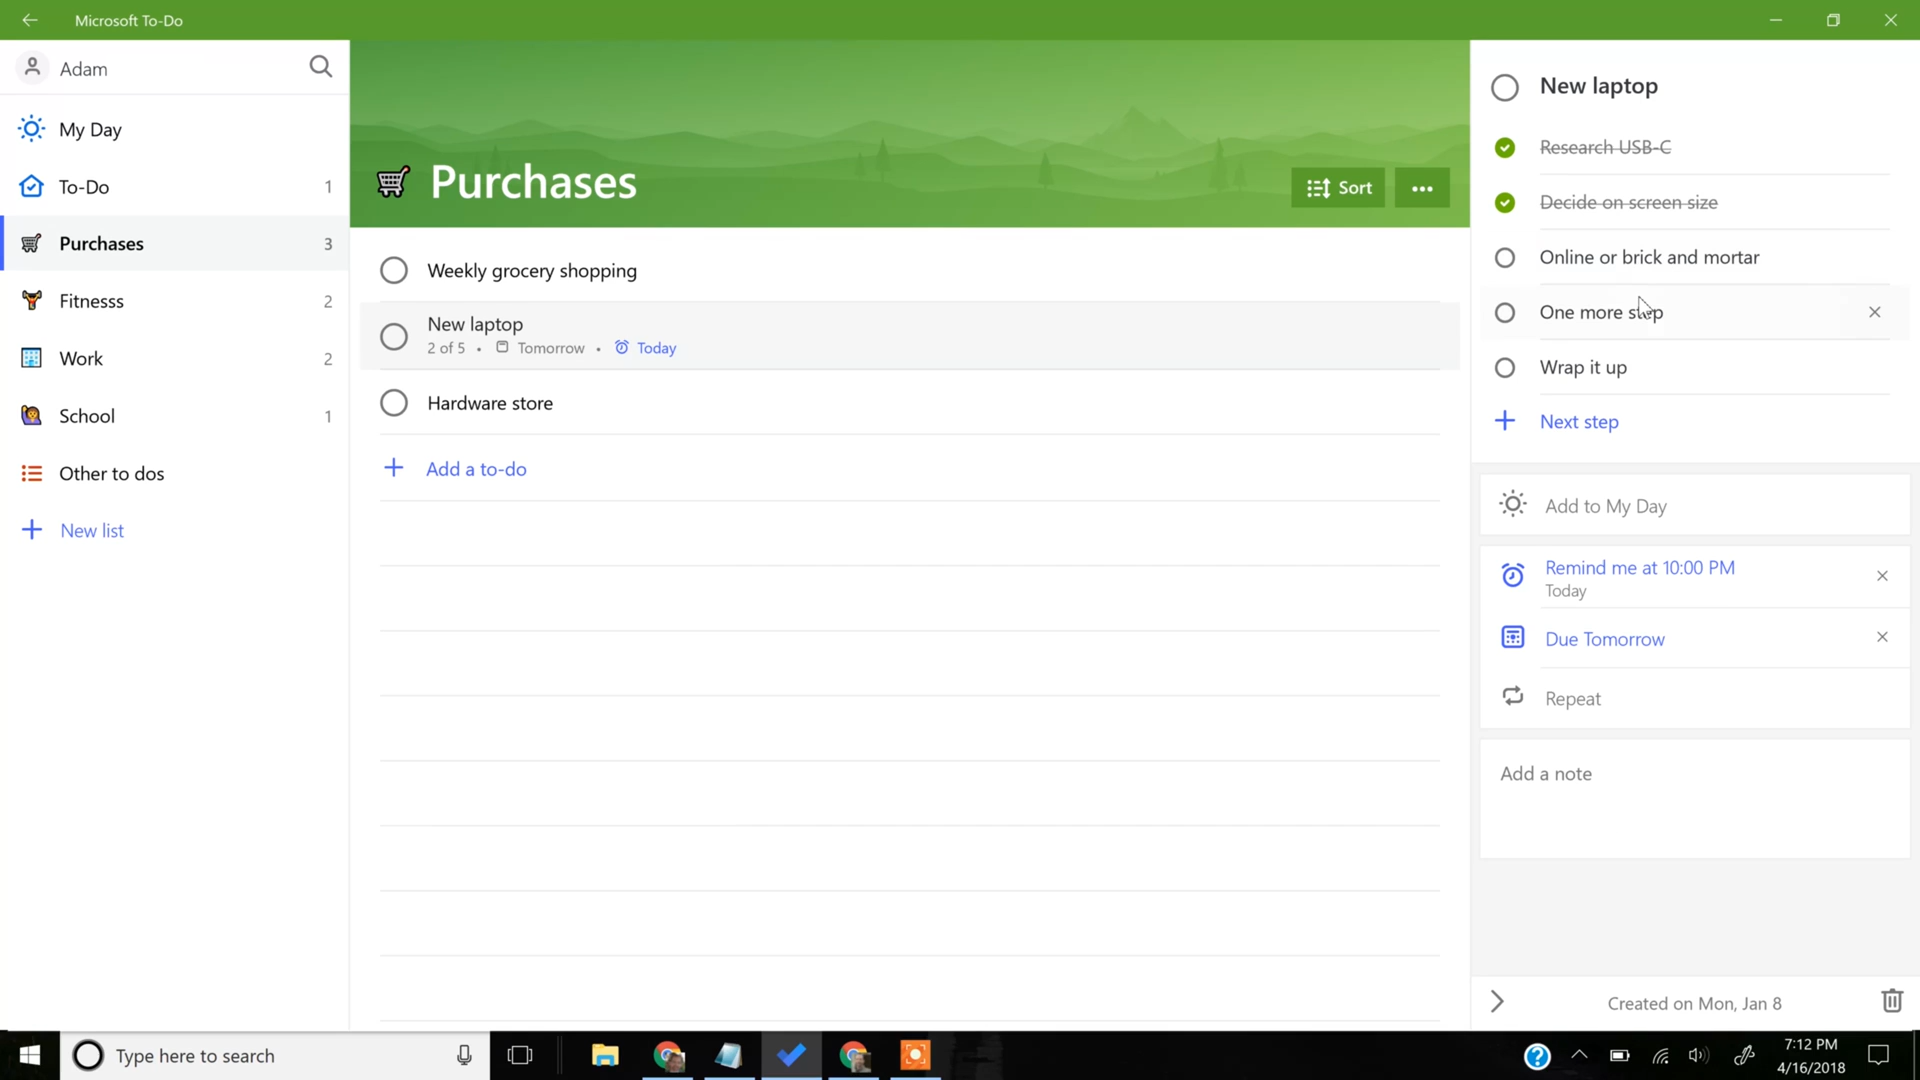 Microsoft To-Do
Adam
My Day
To-Do 1
Purchases 3
Fitnesss 2
Work 2
School 1
Other to dos
New list
Purchases
Sort
Weekly grocery shopping
New laptop
2 of 5 • Tomorrow • Today
Hardware store
Add a to-do
New laptop
Research USB-C
Decide on screen size
Online or brick and mortar
One more step
Wrap it up
Next step
Add to My Day
Remind me at 10:00 PM
Today
Due Tomorrow
Repeat
Add a note
Created on Mon, Jan 8
Type here to search
7:12 PM
4/16/2018